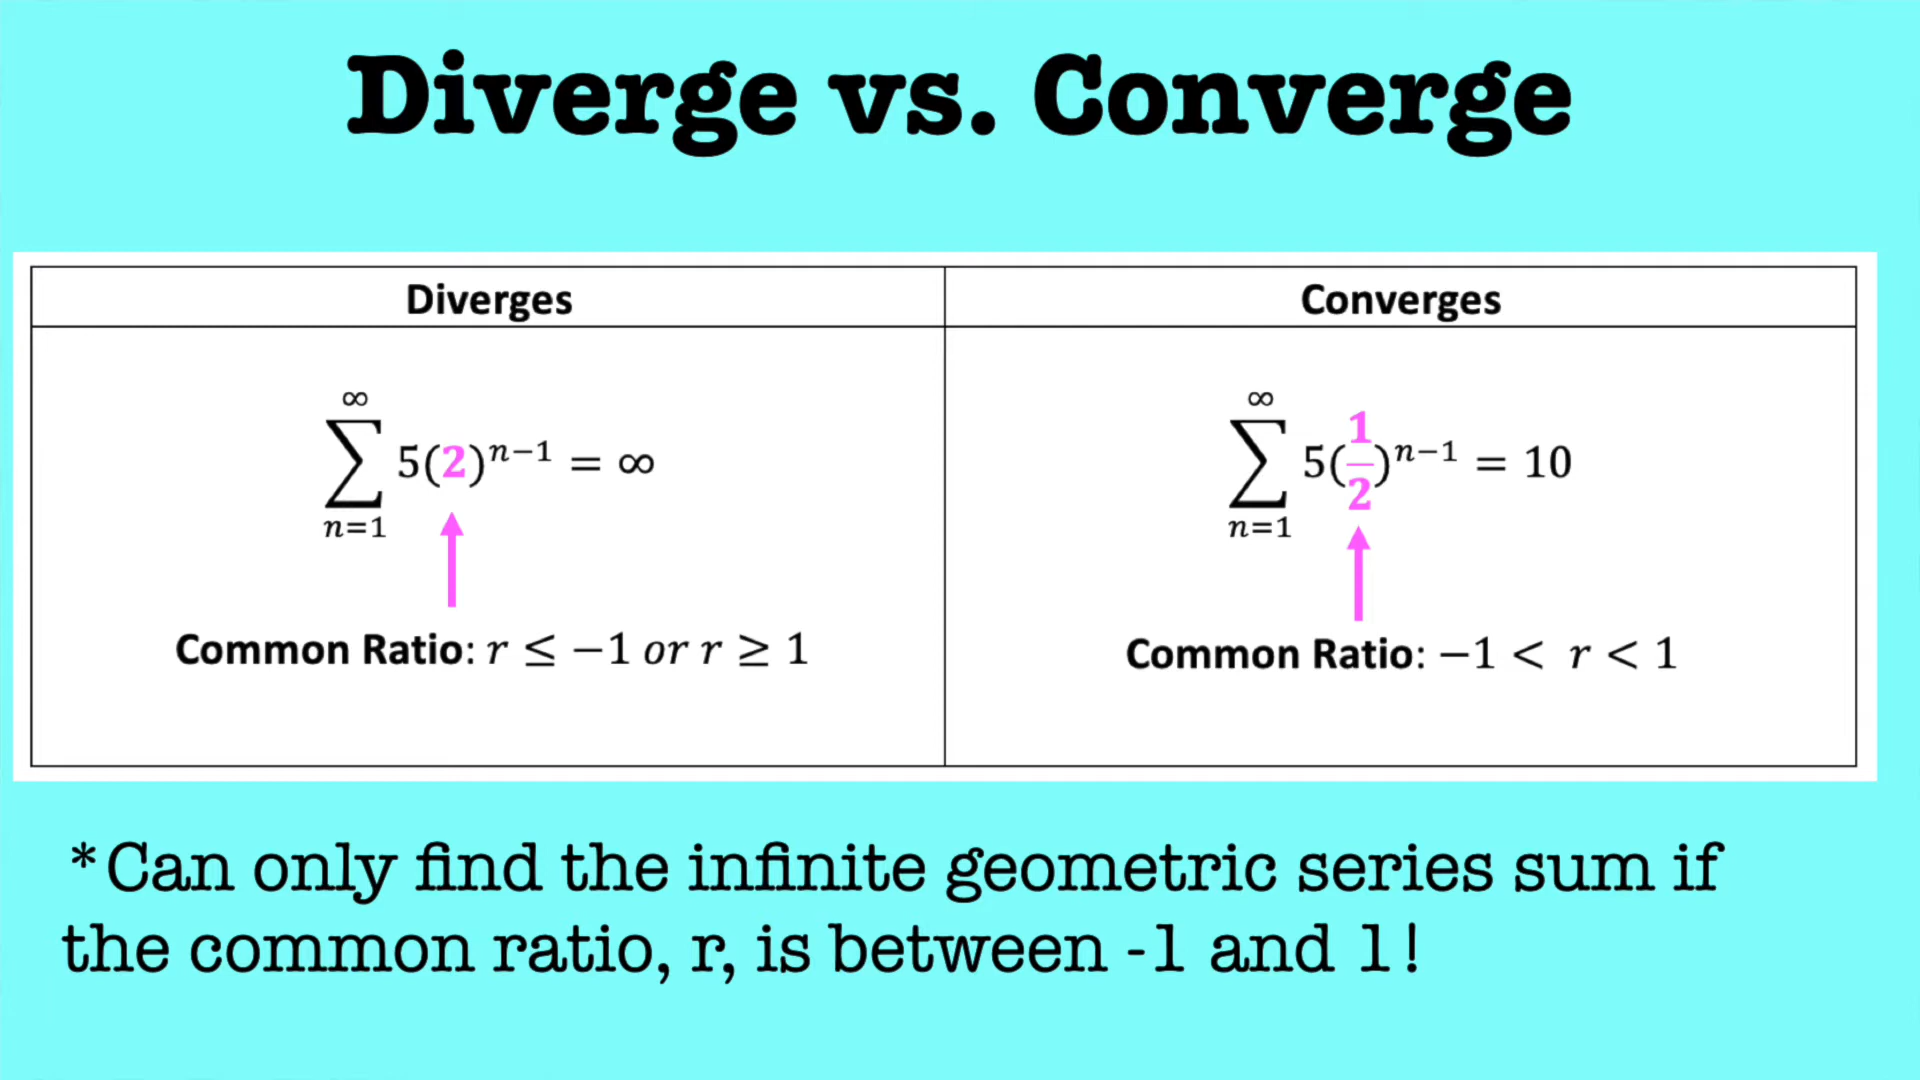 Diverge vs. Converge
Diverges
Converges
∞
∑ 5(2)ⁿ⁻¹ = ∞
n=1
Common Ratio: r ≤ −1 or r ≥ 1
∞
∑ 5(1/2)ⁿ⁻¹ = 10
n=1
Common Ratio: −1 < r < 1
*Can only find the infinite geometric series sum if
the common ratio, r, is between -1 and 1!